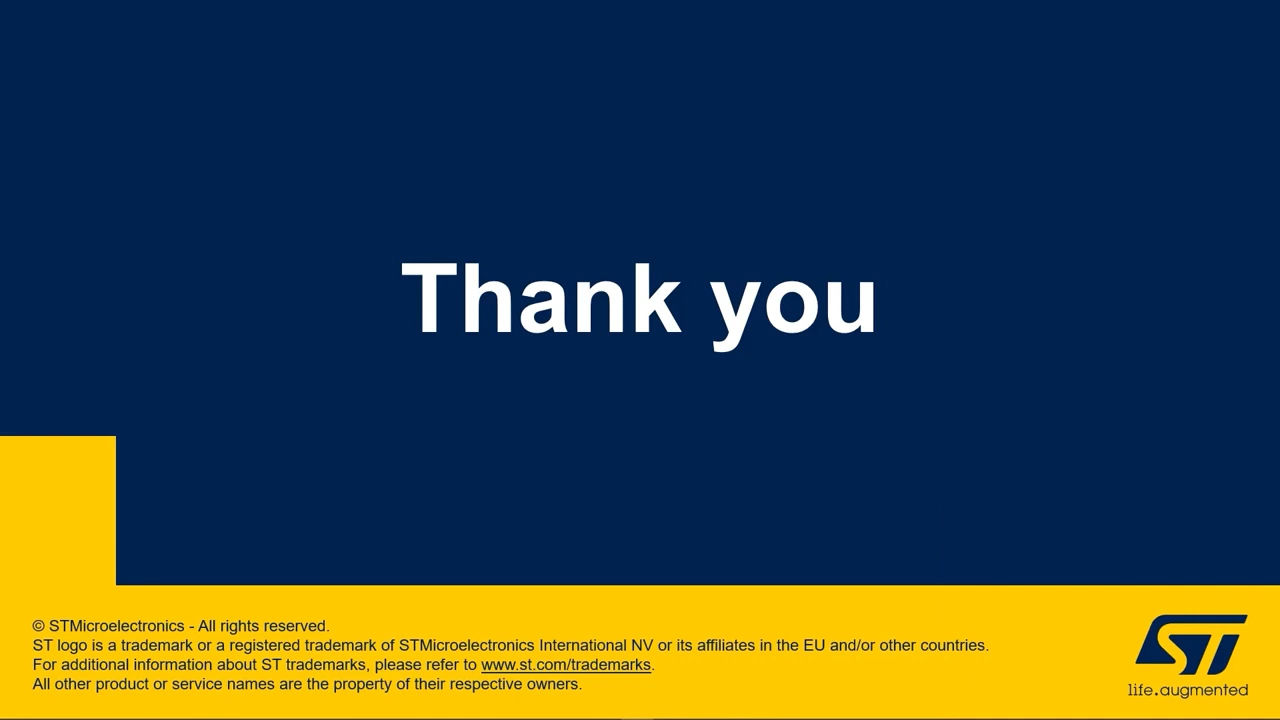 Thank you
© STMicroelectronics - All rights reserved.
ST logo is a trademark or a registered trademark of STMicroelectronics International NV or its affiliates in the EU and/or other countries.
For additional information about ST trademarks, please refer to www.st.com/trademarks.
All other product or service names are the property of their respective owners.
ST
life.augmented